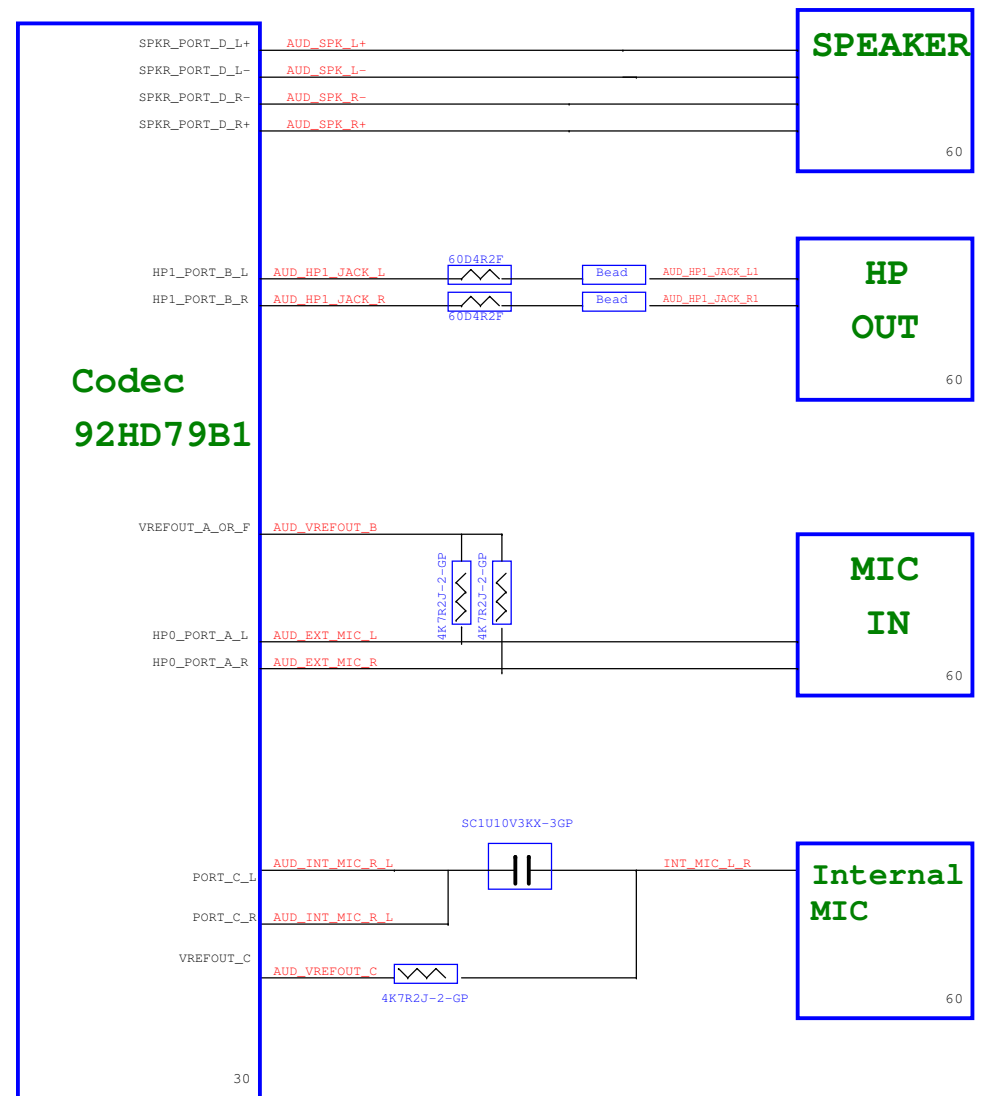 SPKR_PORT_D_L+ AUD_SPK_L+
SPKR_PORT_D_L- AUD_SPK_L-
SPKR_PORT_D_R- AUD_SPK_R-
SPKR_PORT_D_R+ AUD_SPK_R+
SPEAKER
60
60D4R2F
HP1_PORT_B_L AUD_HP1_JACK_L Bead AUD_HP1_JACK_L1
HP1_PORT_B_R AUD_HP1_JACK_R Bead AUD_HP1_JACK_R1
60D4R2F
HP
OUT
60
Codec
92HD79B1
VREFOUT_A_OR_F AUD_VREFOUT_B
4K7R2J-2-GP
4K7R2J-2-GP
HP0_PORT_A_L AUD_EXT_MIC_L
HP0_PORT_A_R AUD_EXT_MIC_R
MIC
IN
60
SC1U10V3KX-3GP
PORT_C_L AUD_INT_MIC_R_L INT_MIC_L_R
PORT_C_R AUD_INT_MIC_R_L
VREFOUT_C AUD_VREFOUT_C
4K7R2J-2-GP
Internal
MIC
60
30